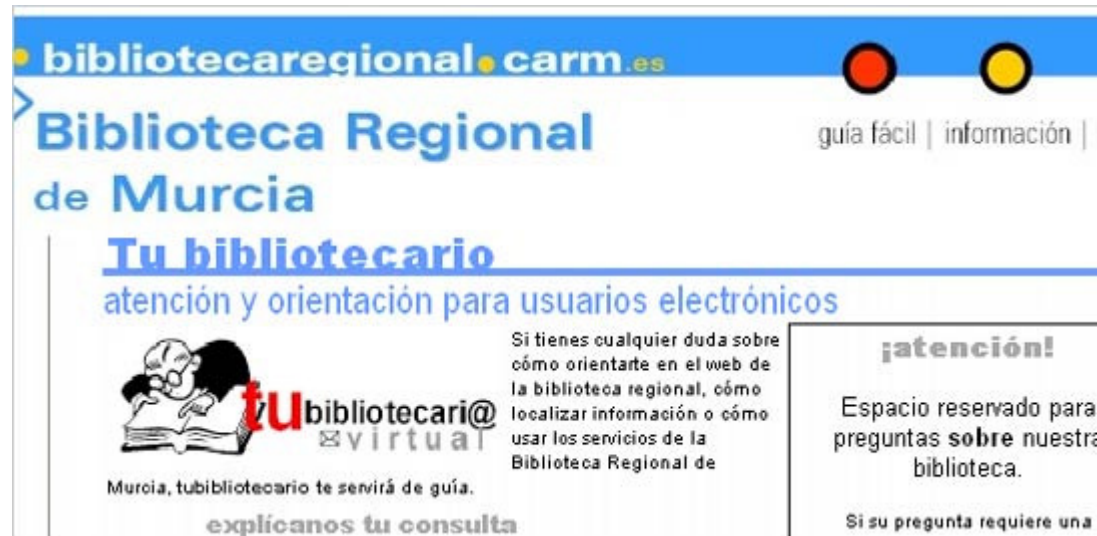 bibliotecaregional.carm.es
guía fácil | información |
Biblioteca Regional
de Murcia
Tu bibliotecario
atención y orientación para usuarios electrónicos
tubibliotecari@
virtual
Si tienes cualquier duda sobre
cómo orientarte en el web de
la biblioteca regional, cómo
localizar información o cómo
usar los servicios de la
Biblioteca Regional de
Murcia, tubibliotecario te servirá de guía.
explícanos tu consulta
¡atención!
Espacio reservado para
preguntas sobre nuestra
biblioteca.
Si su pregunta requiere una